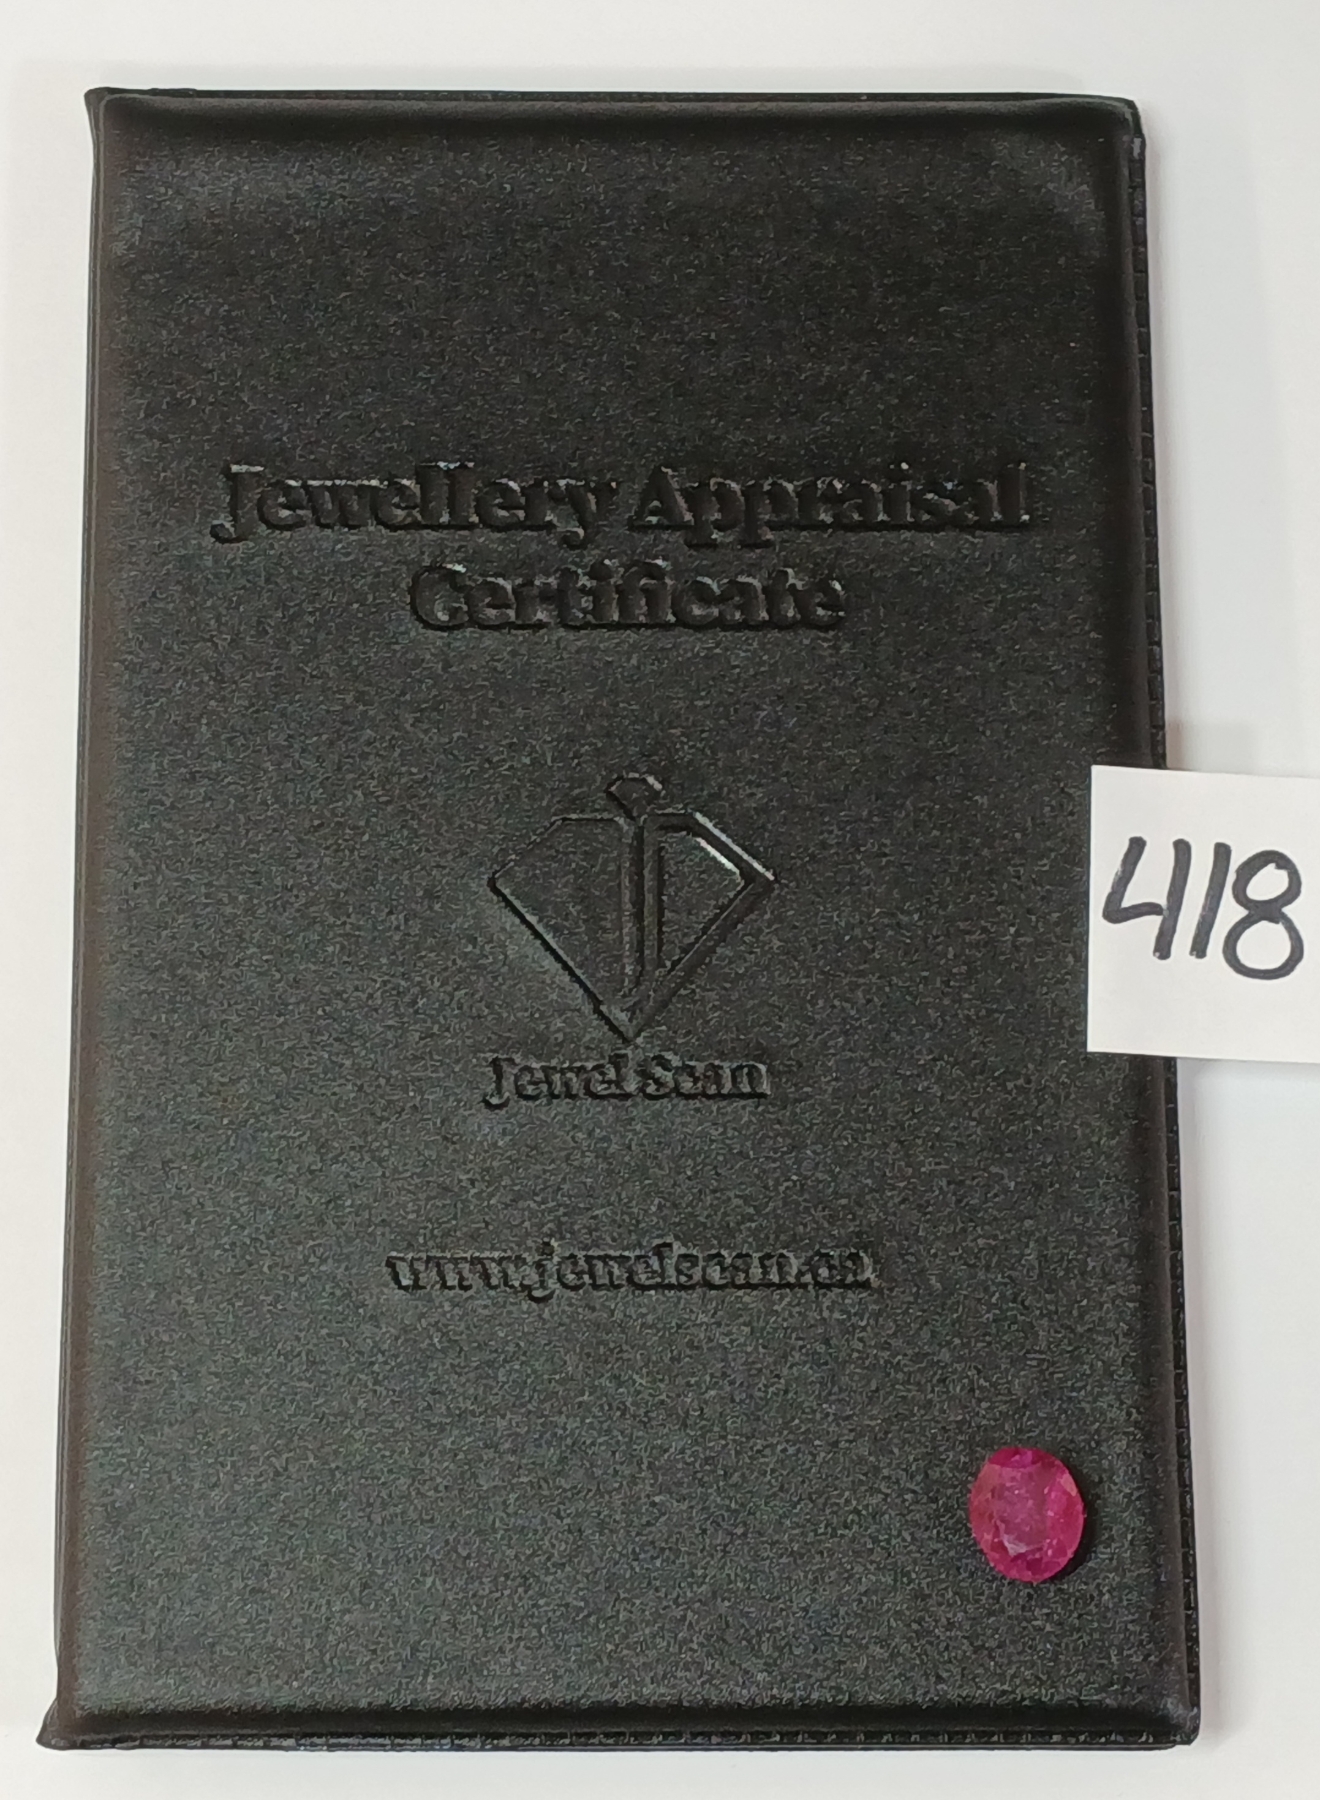 Jewellery Appraisal
Certificate
418
Jewel Scan
www.jewelscan.ca